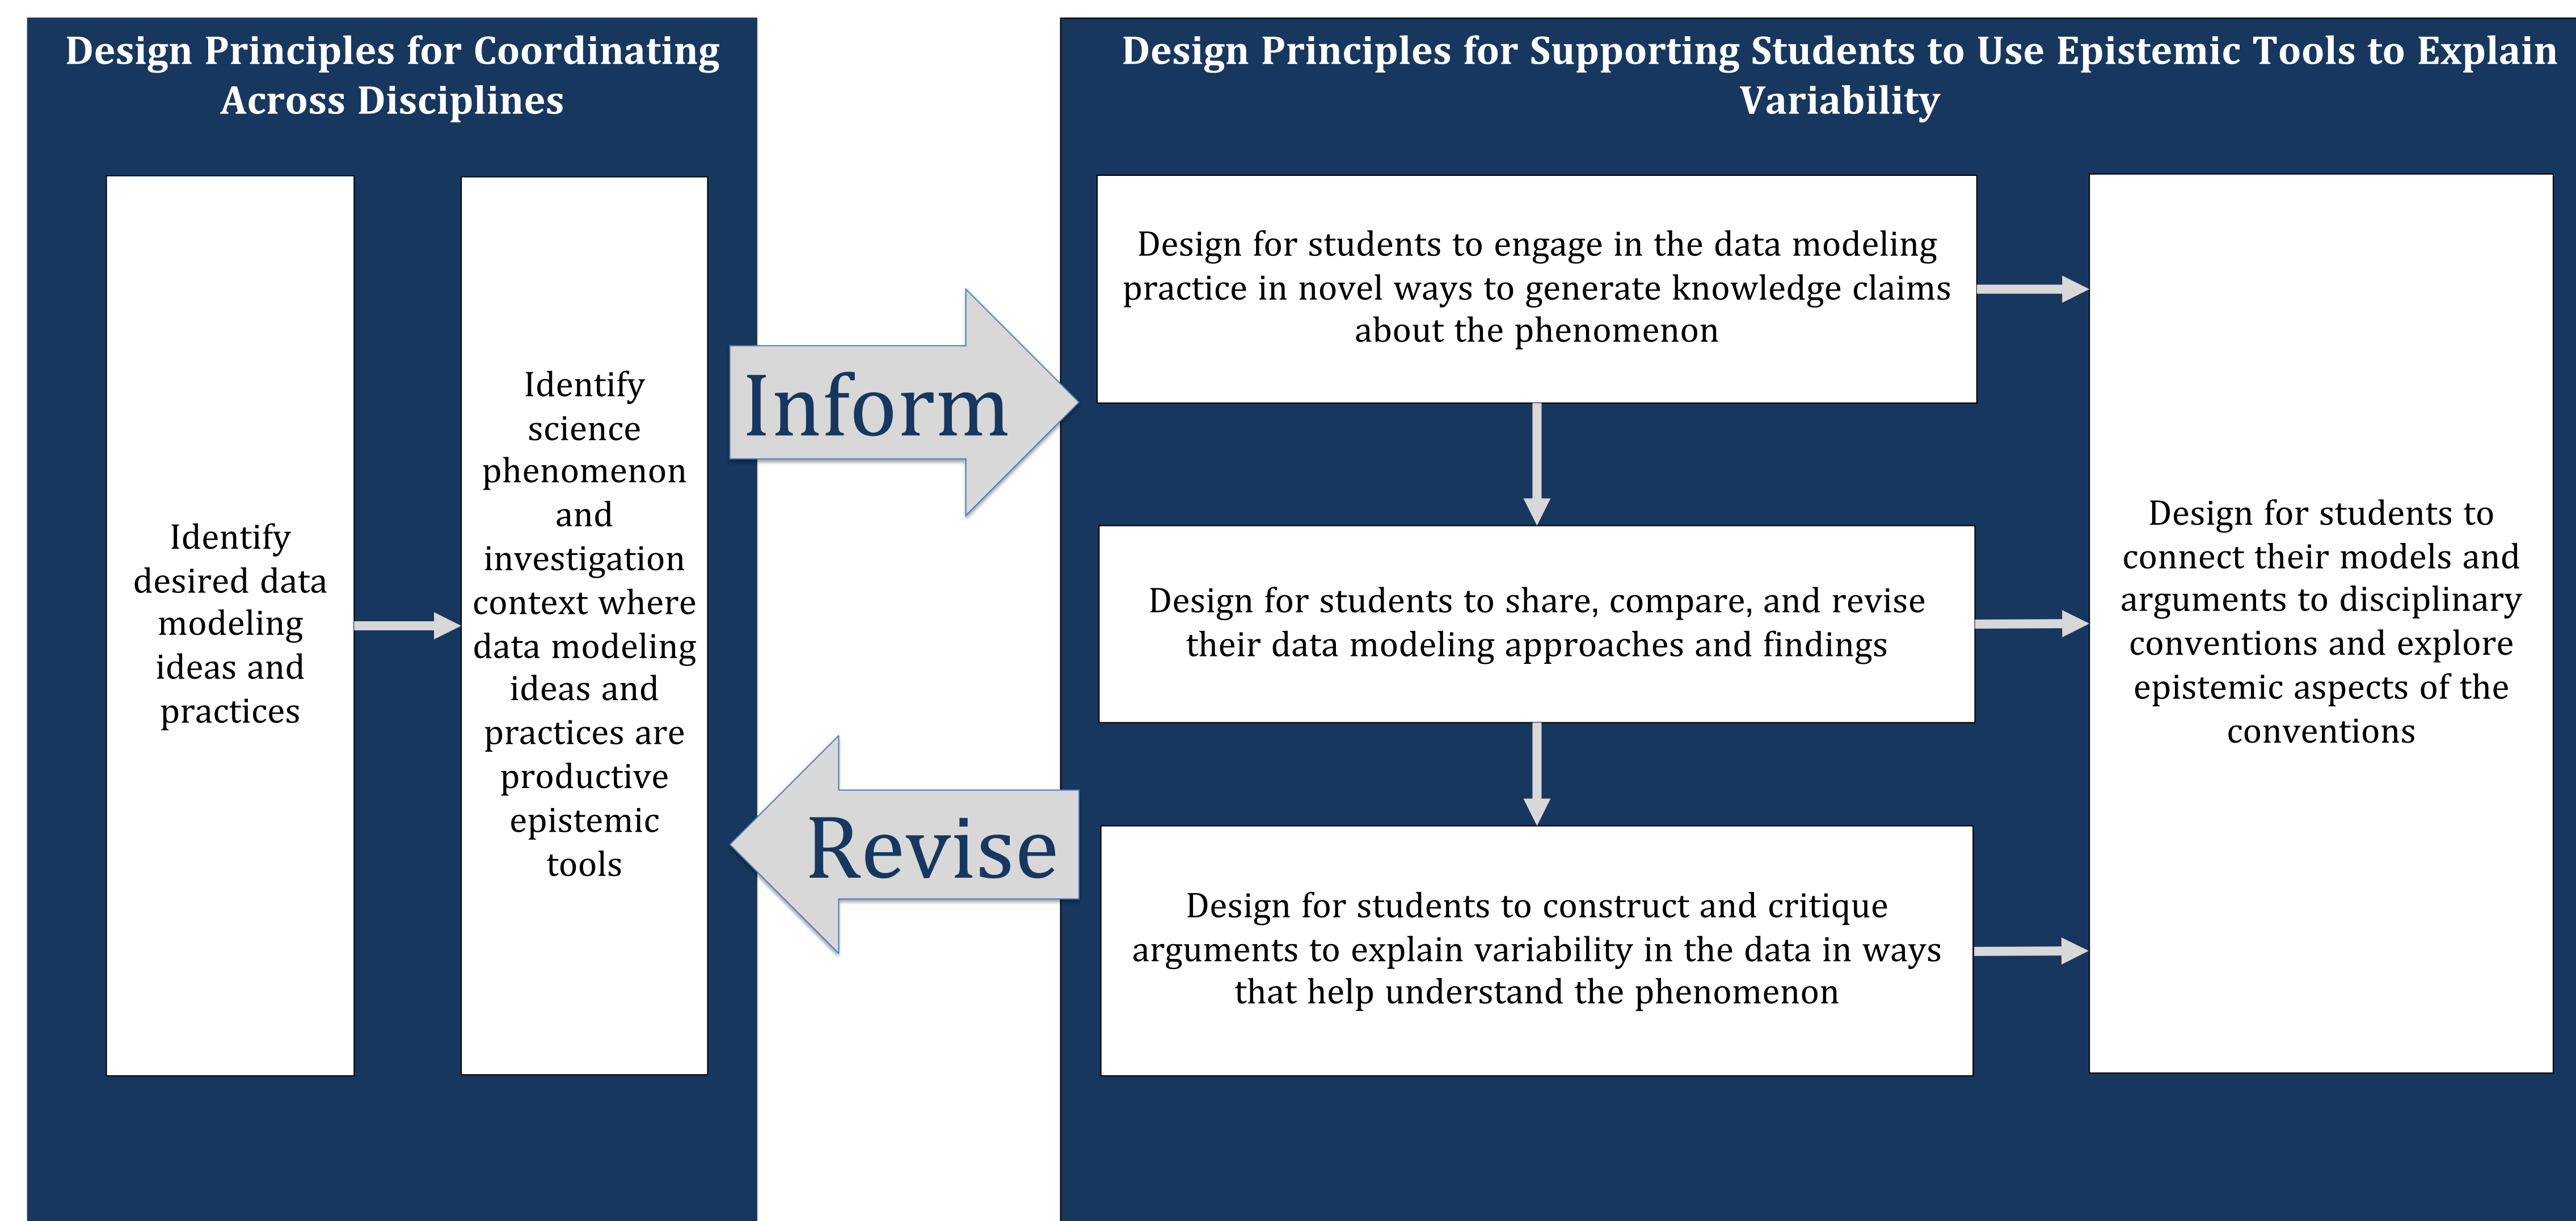 Design Principles for Coordinating
Across Disciplines
Identify
desired data
modeling
ideas and
practices
Identify
science
phenomenon
and
investigation
context where
data modeling
ideas and
practices are
productive
epistemic
tools
Inform
Revise
Design Principles for Supporting Students to Use Epistemic Tools to Explain
Variability
Design for students to engage in the data modeling
practice in novel ways to generate knowledge claims
about the phenomenon
Design for students to share, compare, and revise
their data modeling approaches and findings
Design for students to construct and critique
arguments to explain variability in the data in ways
that help understand the phenomenon
Design for students to
connect their models and
arguments to disciplinary
conventions and explore
epistemic aspects of the
conventions